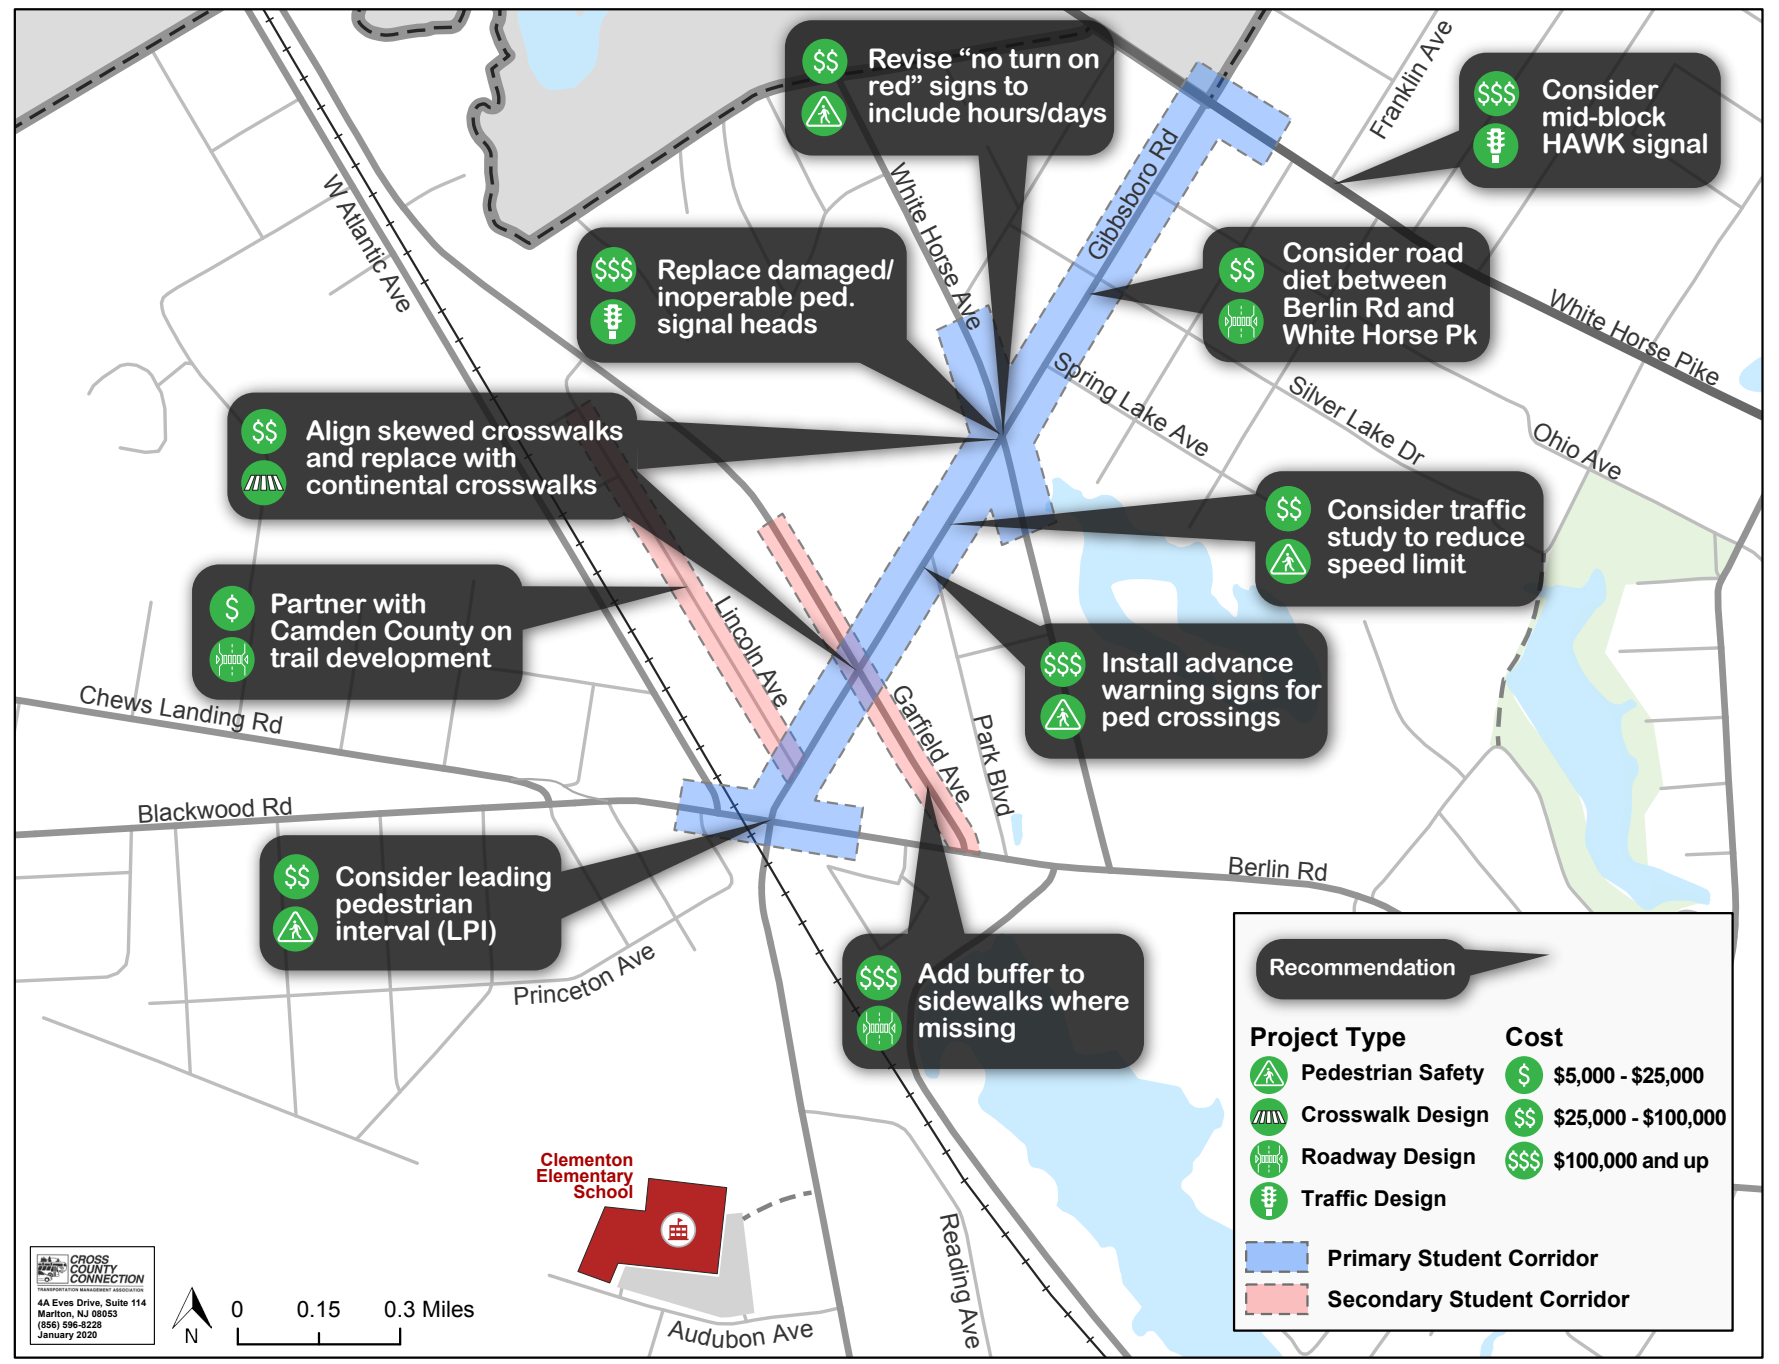 $$
Revise “no turn on
red” signs to
include hours/days
$$$
Consider
mid-block
HAWK signal
Franklin Ave
Gibbsboro Rd
White Horse Ave
W Atlantic Ave
$$$
Replace damaged/
inoperable ped.
signal heads
$$
Consider road
diet between
Berlin Rd and
White Horse Pk
White Horse Pike
Spring Lake Ave
Silver Lake Dr
Ohio Ave
$$
Align skewed crosswalks
and replace with
continental crosswalks
$$
Consider traffic
study to reduce
speed limit
$
Partner with
Camden County on
trail development
Lincoln Ave
Garfield Ave
Park Blvd
$$$
Install advance
warning signs for
ped crossings
Chews Landing Rd
Blackwood Rd
Berlin Rd
$$
Consider leading
pedestrian
interval (LPI)
Princeton Ave
$$$
Add buffer to
sidewalks where
missing
Clementon
Elementary
School
Reading Ave
Audubon Ave
Recommendation
Project Type
Pedestrian Safety
Crosswalk Design
Roadway Design
Traffic Design
Cost
$ $5,000 - $25,000
$$ $25,000 - $100,000
$$$ $100,000 and up
Primary Student Corridor
Secondary Student Corridor
CROSS
COUNTY
CONNECTION
TRANSPORTATION MANAGEMENT ASSOCIATION
4A Eves Drive, Suite 114
Marlton, NJ 08053
(856) 596-8228
January 2020
N
0 0.15 0.3 Miles